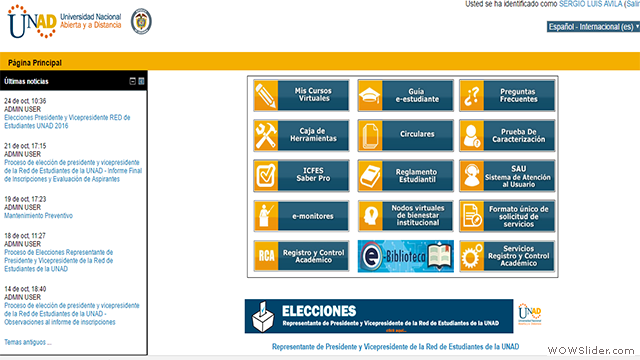 Usted se ha identificado como SERGIO LUIS AVILA (Salir
UNAD
Universidad Nacional
Abierta y a Distancia
Español - Internacional (es)
Página Principal
Últimas noticias
24 de oct, 10:36
ADMIN USER
Elecciones Presidente y Vicepresidente RED de
Estudiantes UNAD 2016
21 de oct, 17:15
ADMIN USER
Proceso de elección de presidente y vicepresidente
de la Red de Estudiantes de la UNAD - Informe Final
de Inscripciones y Evaluación de Aspirantes
19 de oct, 17:23
ADMIN USER
Mantenimiento Preventivo
18 de oct, 11:27
ADMIN USER
Proceso de Elecciones Representante de
Presidente y Vicepresidente de la Red de
Estudiantes de la UNAD
14 de oct, 18:40
ADMIN USER
Proceso de elección de presidente y vicepresidente
de la Red de Estudiantes de la UNAD -
Observaciones al informe de inscripciones
Temas antiguos ...
Mis Cursos
Virtuales
Guía
e-estudiante
Preguntas
Frecuentes
Caja de
Herramientas
Circulares
Prueba De
Caracterización
ICFES
Saber Pro
Reglamento
Estudiantil
SAU
Sistema de Atención
al Usuario
e-monitores
Nodos virtuales
de bienestar
institucional
Formato único de
solicitud de
servicios
RCA
Registro y Control
Académico
e-Biblioteca
Servicios
Registro y Control
Académico
ELECCIONES
Representante de Presidente y Vicepresidente de la Red de Estudiantes de la UNAD
UNAD
Representante de Presidente y Vicepresidente de la Red de Estudiantes de la UNAD
WOWSlider.com